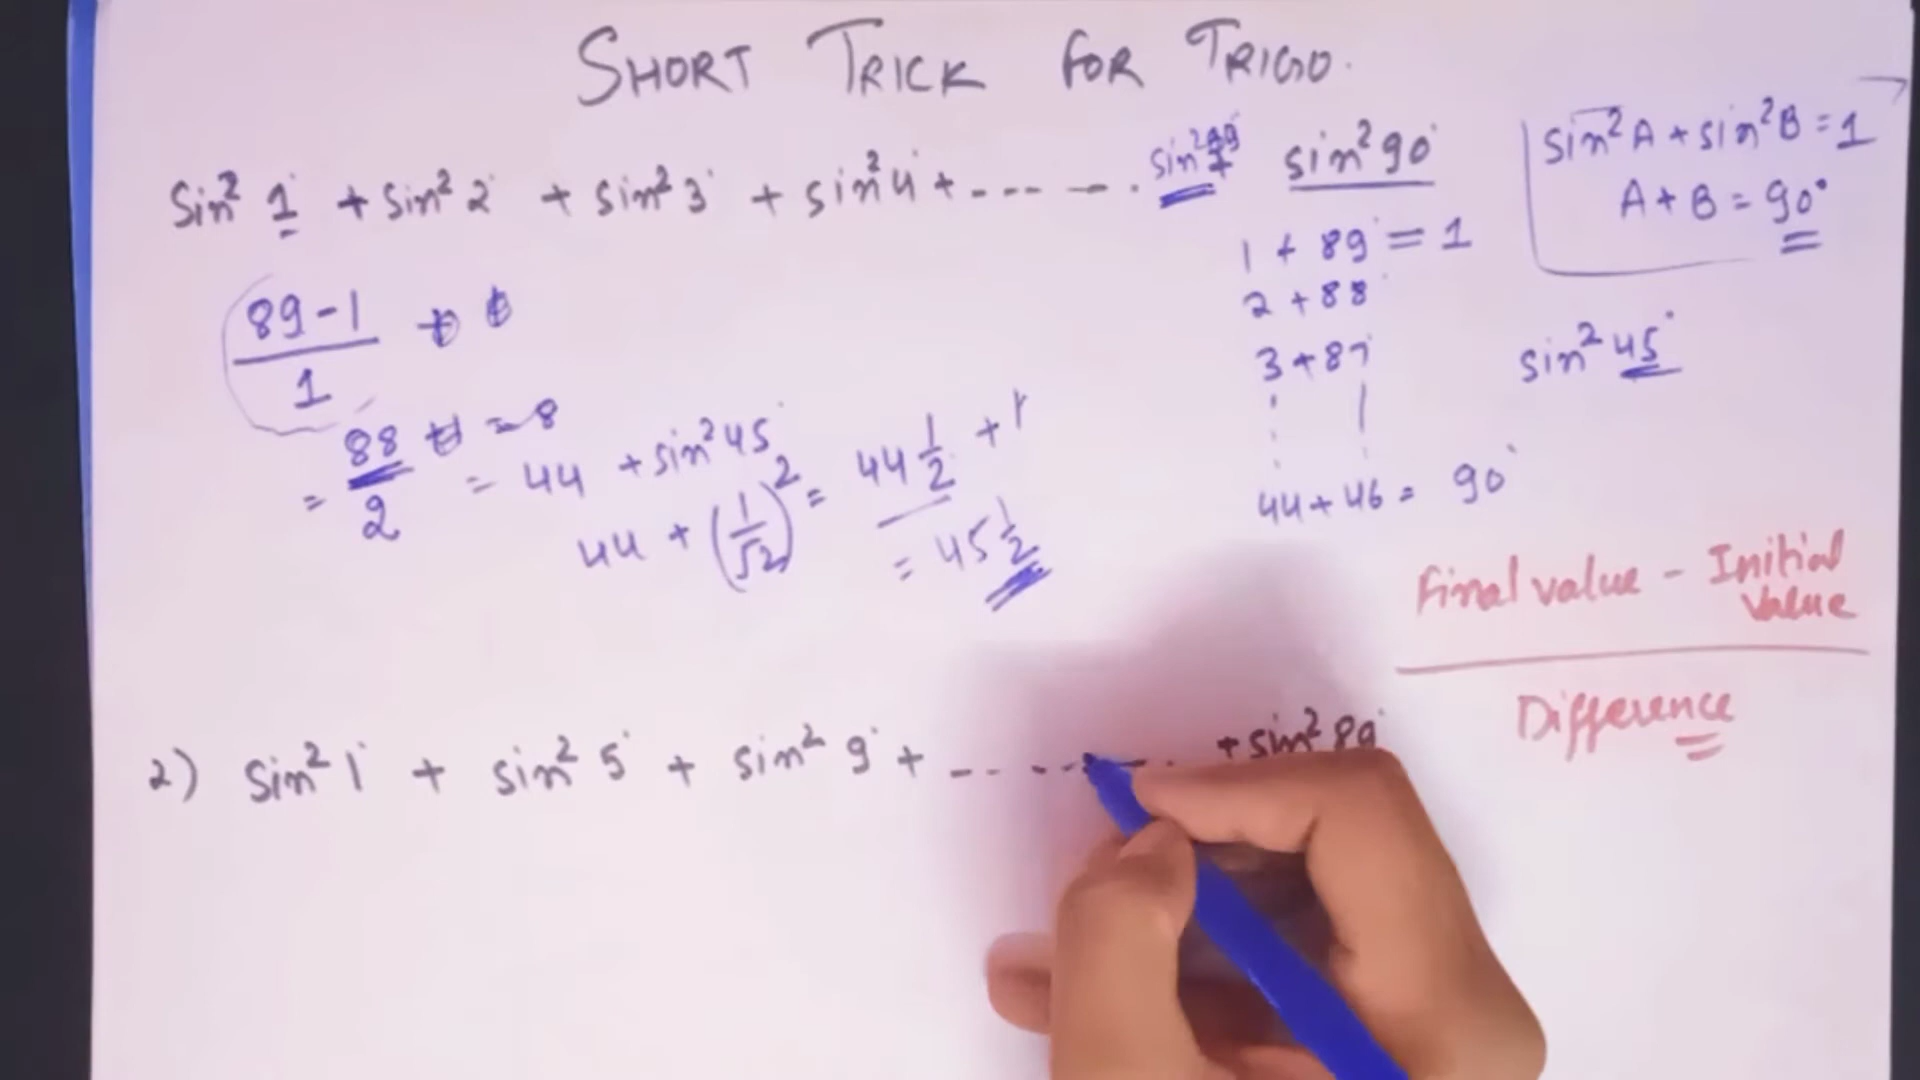 SHORT TRICK FOR TRIGO.
sin² 1° + sin² 2° + sin² 3° + sin² 4° + ------. sin² 89° + sin² 90°
sin²A + sin²B = 1
A + B = 90°
1 + 89° = 1
2 + 88°
3 + 87°
44 + 46 = 90°
sin² 45°
89 - 1
1
= 88 = 8
2
= 44 + sin² 45°
44 + (1/√2)² = 44 1/2 + 1
= 45 1/2
Final value - Initial value
Difference
2) sin² 1° + sin² 5° + sin² 9° + ------. + sin² 89°